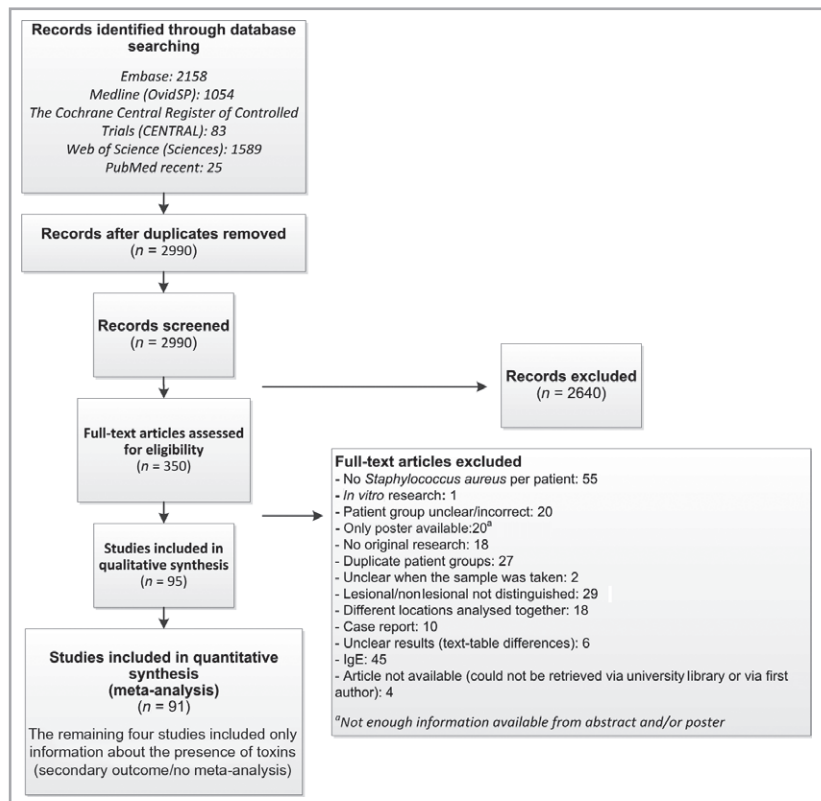 Records identified through database
searching
Embase: 2158
Medline (OvidSP): 1054
The Cochrane Central Register of Controlled
Trials (CENTRAL): 83
Web of Science (Sciences): 1589
PubMed recent: 25
Records after duplicates removed
(n = 2990)
Records screened
(n = 2990)
Records excluded
(n = 2640)
Full-text articles assessed
for eligibility
(n = 350)
Full-text articles excluded
- No Staphylococcus aureus per patient: 55
- In vitro research: 1
- Patient group unclear/incorrect: 20
- Only poster available:20a
- No original research: 18
- Duplicate patient groups: 27
- Unclear when the sample was taken: 2
- Lesional/nonlesional not distinguished: 29
- Different locations analysed together: 18
- Case report: 10
- Unclear results (text-table differences): 6
- IgE: 45
- Article not available (could not be retrieved via university library or via first
author): 4
aNot enough information available from abstract and/or poster
Studies included in
qualitative synthesis
(n = 95)
Studies included in quantitative
synthesis
(meta-analysis)
(n = 91)
The remaining four studies included only
information about the presence of toxins
(secondary outcome/no meta-analysis)